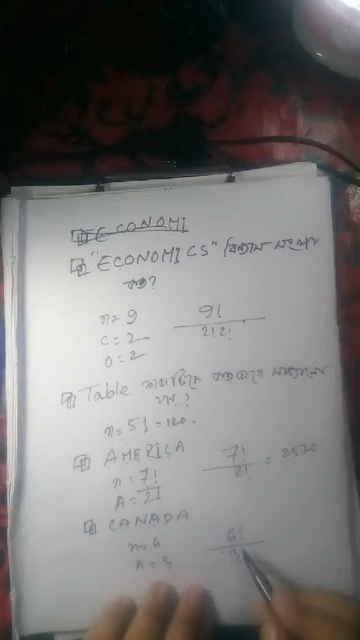 ECONOMI
"ECONOMICS" বিন্যাস সংখ্যা
কত?
n = 9
C = 2
O = 2
9!
2! 2!
Table শব্দটিকে কতভাবে সাজানো
যায়?
n = 5! = 120.
AMERICA
n = 7!
A = 2!
7!
2!
= 2520
CANADA
n = 6
A = 3
6!
3